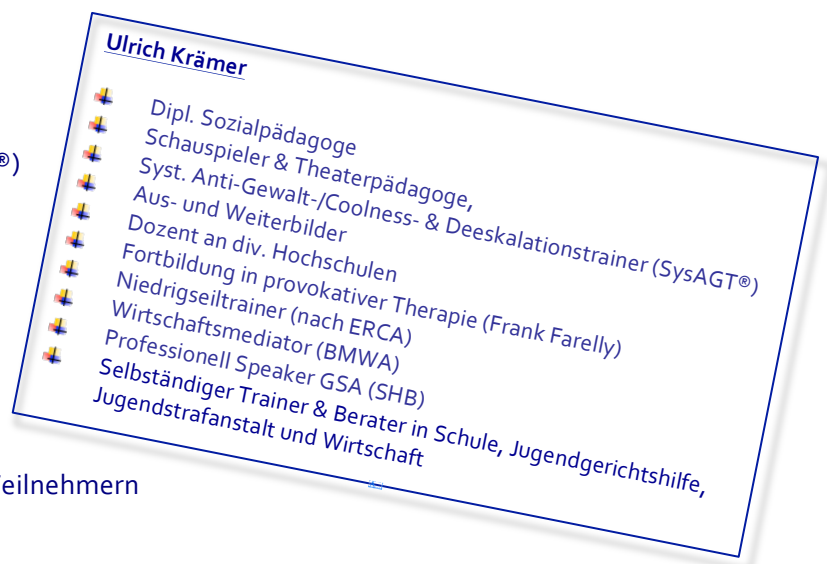 ®)
Ulrich Krämer
Dipl. Sozialpädagoge
Schauspieler & Theaterpädagoge,
Syst. Anti-Gewalt-/Coolness- & Deeskalationstrainer (SysAGT®)
Aus- und Weiterbilder
Dozent an div. Hochschulen
Fortbildung in provokativer Therapie (Frank Farelly)
Niedrigseiltrainer (nach ERCA)
Wirtschaftsmediator (BMWA)
Professionell Speaker GSA (SHB)
Selbständiger Trainer & Berater in Schule, Jugendgerichtshilfe,
Jugendstrafanstalt und Wirtschaft
eilnehmern